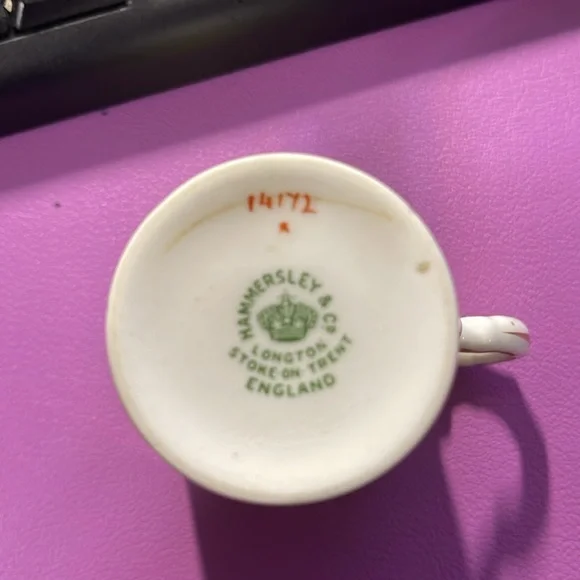 14172
x
HAMMERSLEY & Co
LONGTON
STOKE-ON-TRENT
ENGLAND